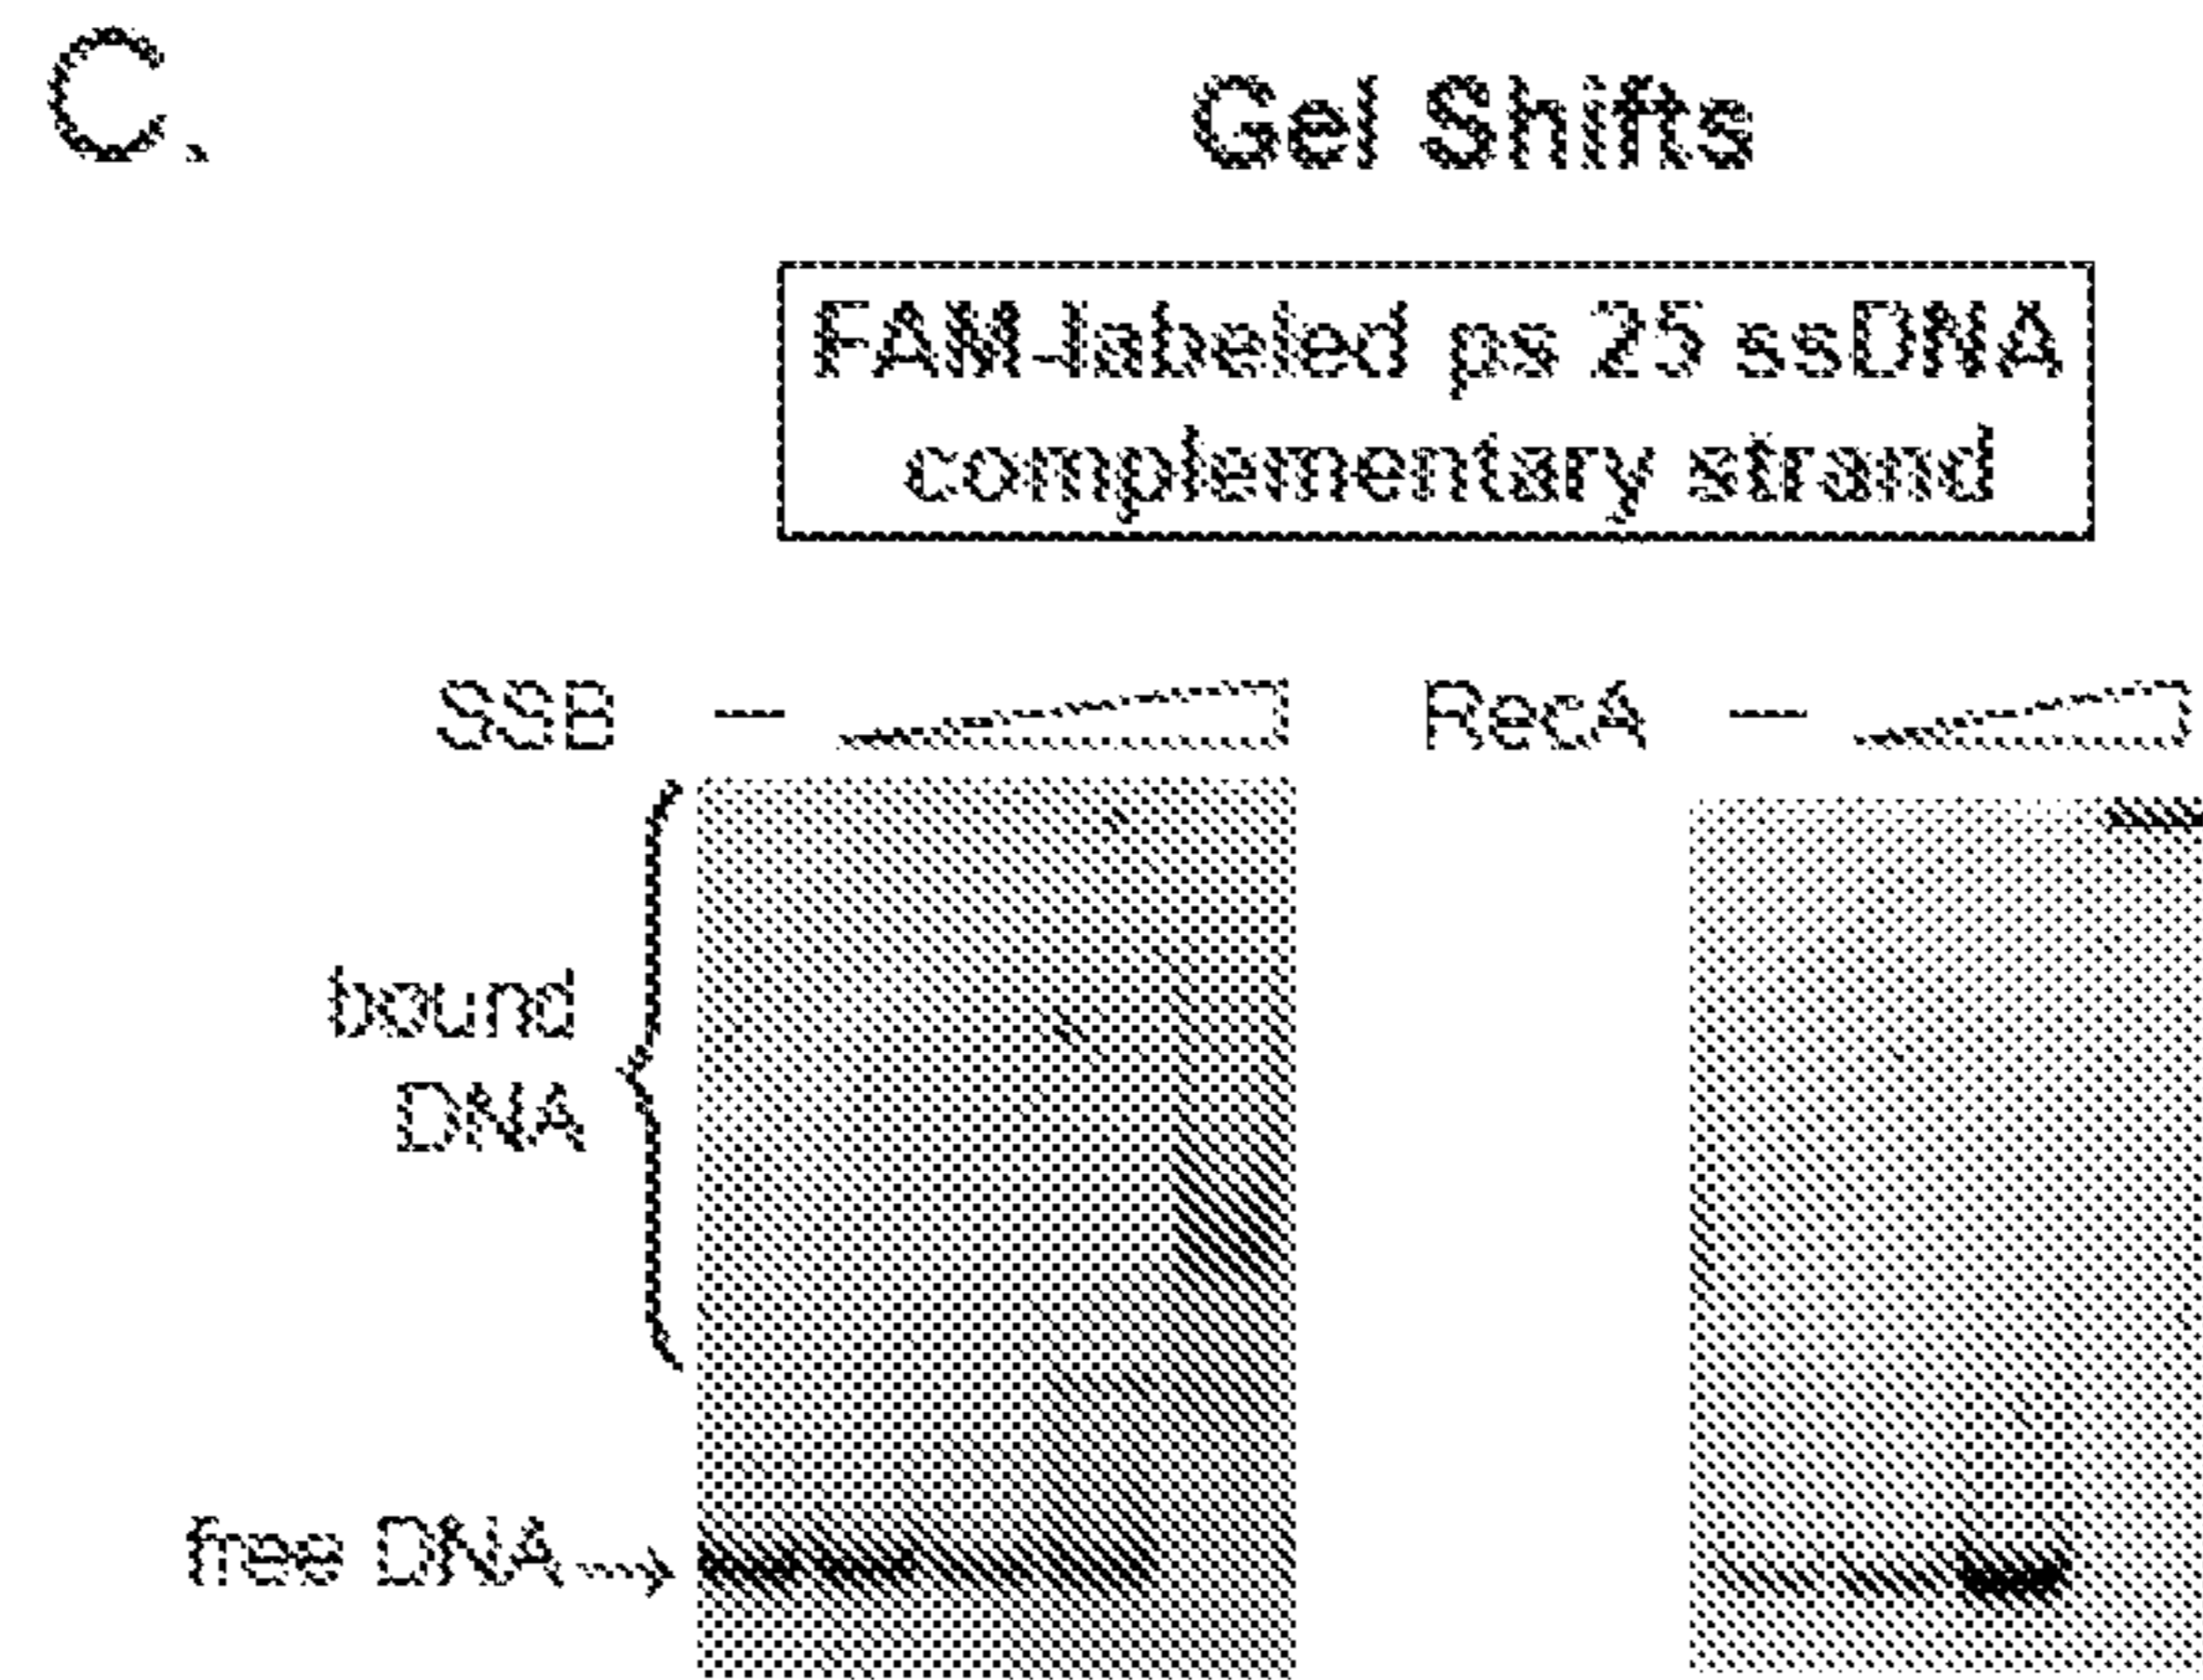 C.
Gel Shifts
FAM-labeled ps 25 ssDNA
complementary strand
SSB – RecA –
bound
DNA
free DNA →